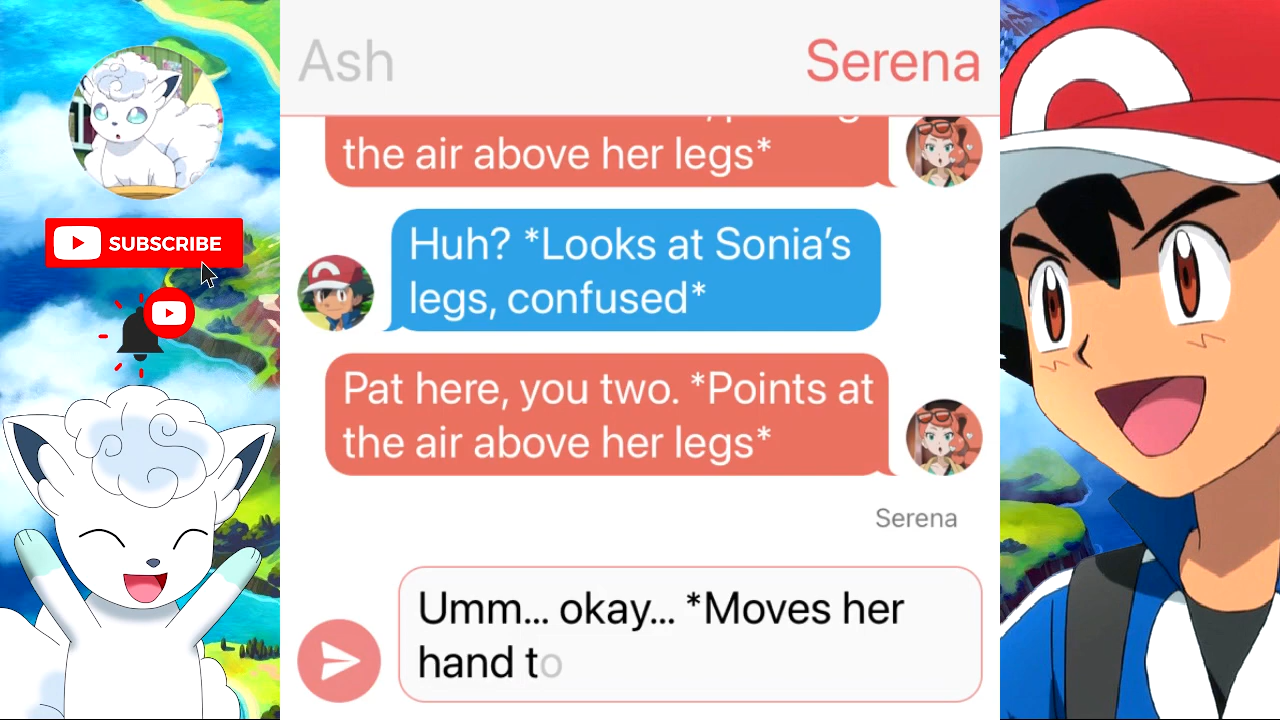 Ash
Serena
the air above her legs*
Huh? *Looks at Sonia’s
legs, confused*
Pat here, you two. *Points at
the air above her legs*
Serena
Umm... okay... *Moves her
hand to
SUBSCRIBE